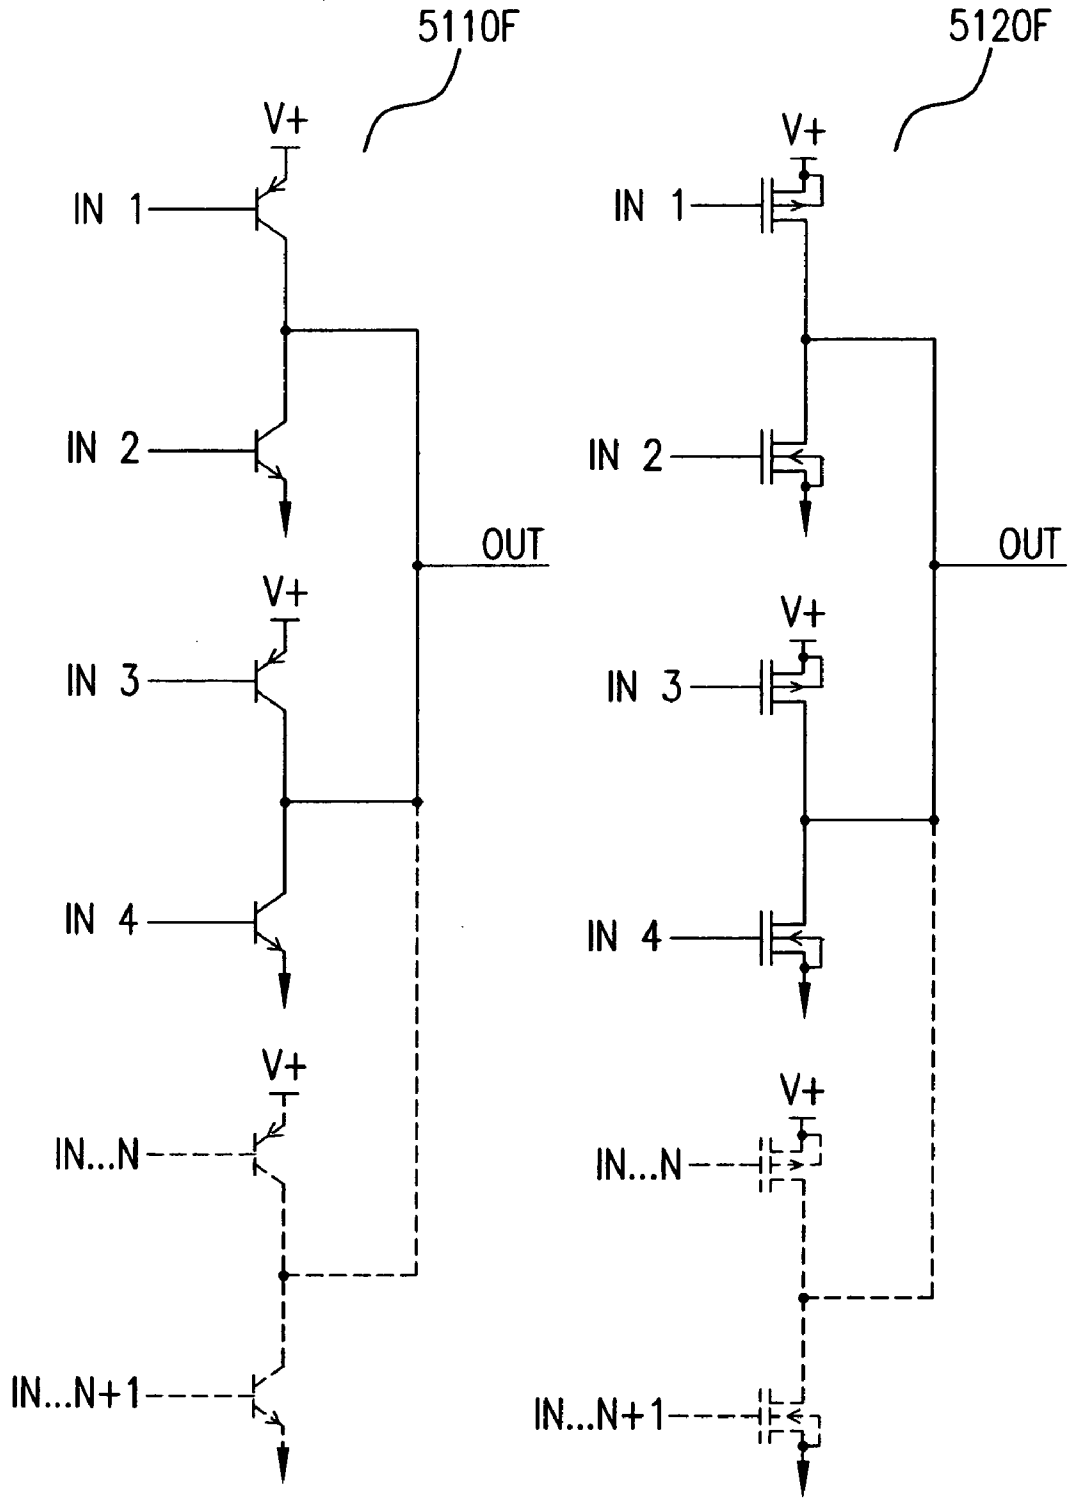 5110F
V+
IN 1
IN 2
OUT
V+
IN 3
IN 4
V+
IN...N
IN...N+1
5120F
V+
IN 1
IN 2
OUT
V+
IN 3
IN 4
V+
IN...N
IN...N+1